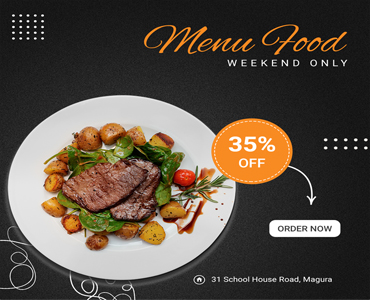 Menu Food
WEEKEND ONLY
35%
OFF
ORDER NOW
31 School House Road, Magura